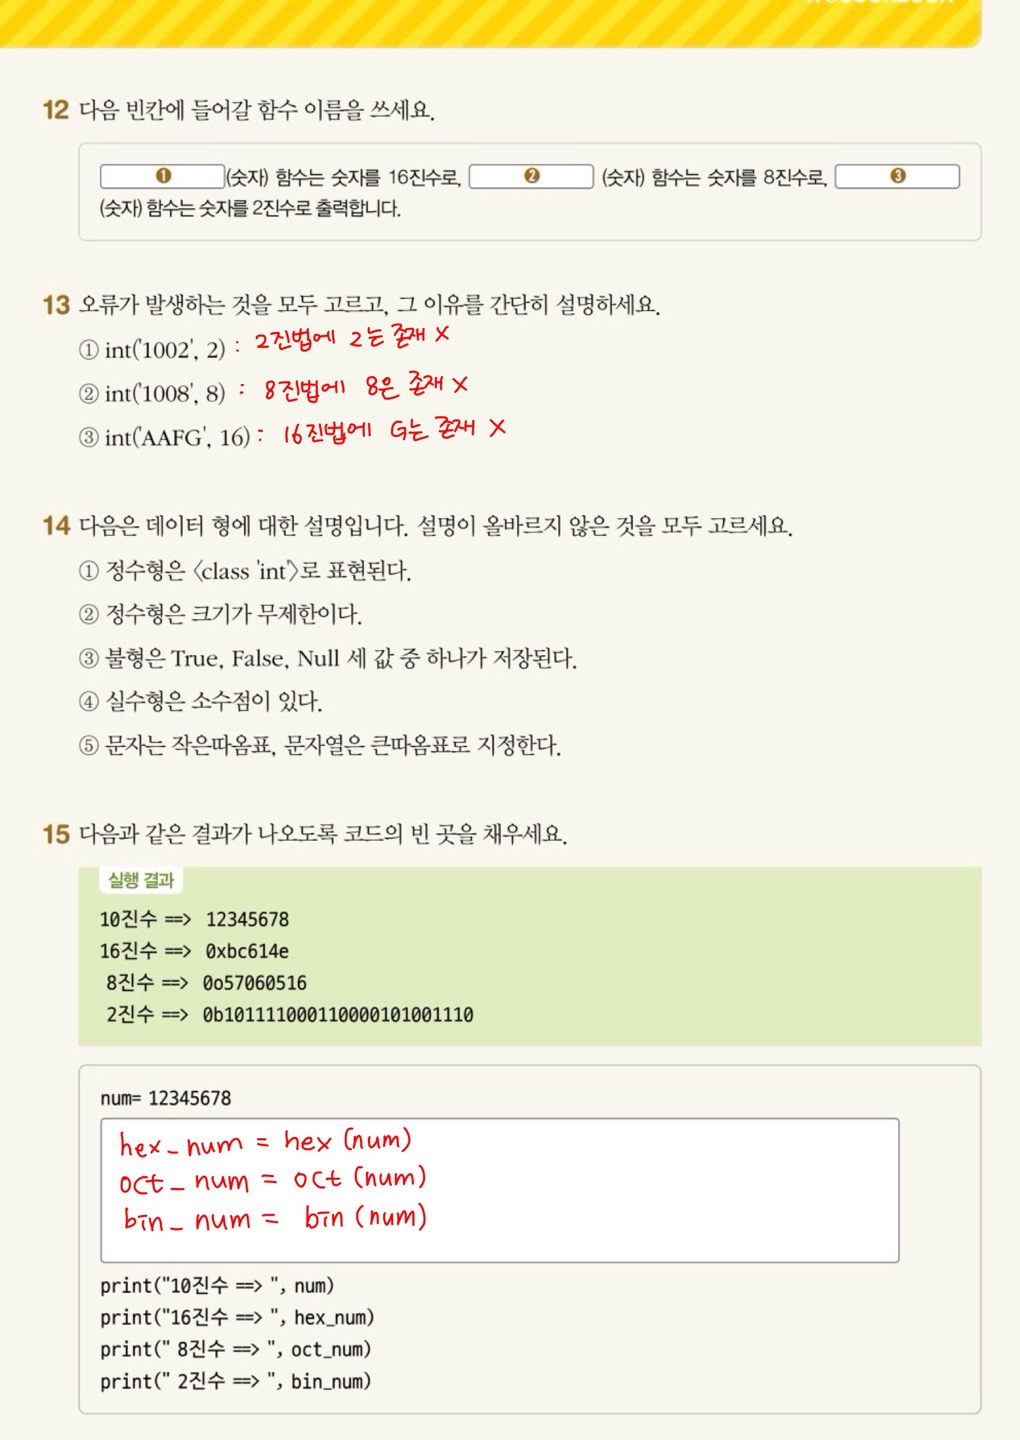 12 다음 빈칸에 들어갈 함수 이름을 쓰세요.
❶ (숫자) 함수는 숫자를 16진수로, ❷ (숫자) 함수는 숫자를 8진수로, ❸
(숫자) 함수는 숫자를 2진수로 출력합니다.
13 오류가 발생하는 것을 모두 고르고, 그 이유를 간단히 설명하세요.
① int('1002', 2) : 2진법에 2는 존재 X
② int('1008', 8) : 8진법에 8은 존재 X
③ int('AAFG', 16) : 16진법에 G는 존재 X
14 다음은 데이터 형에 대한 설명입니다. 설명이 올바르지 않은 것을 모두 고르세요.
① 정수형은 〈class 'int'〉로 표현된다.
② 정수형은 크기가 무제한이다.
③ 불형은 True, False, Null 세 값 중 하나가 저장된다.
④ 실수형은 소수점이 있다.
⑤ 문자는 작은따옴표, 문자열은 큰따옴표로 지정한다.
15 다음과 같은 결과가 나오도록 코드의 빈 곳을 채우세요.
실행 결과
10진수 ==> 12345678
16진수 ==> 0xbc614e
8진수 ==> 0o57060516
2진수 ==> 0b101111000110000101001110
num= 12345678
hex_num = hex (num)
oct_num = oct (num)
bin_num = bin (num)
print("10진수 ==> ", num)
print("16진수 ==> ", hex_num)
print(" 8진수 ==> ", oct_num)
print(" 2진수 ==> ", bin_num)